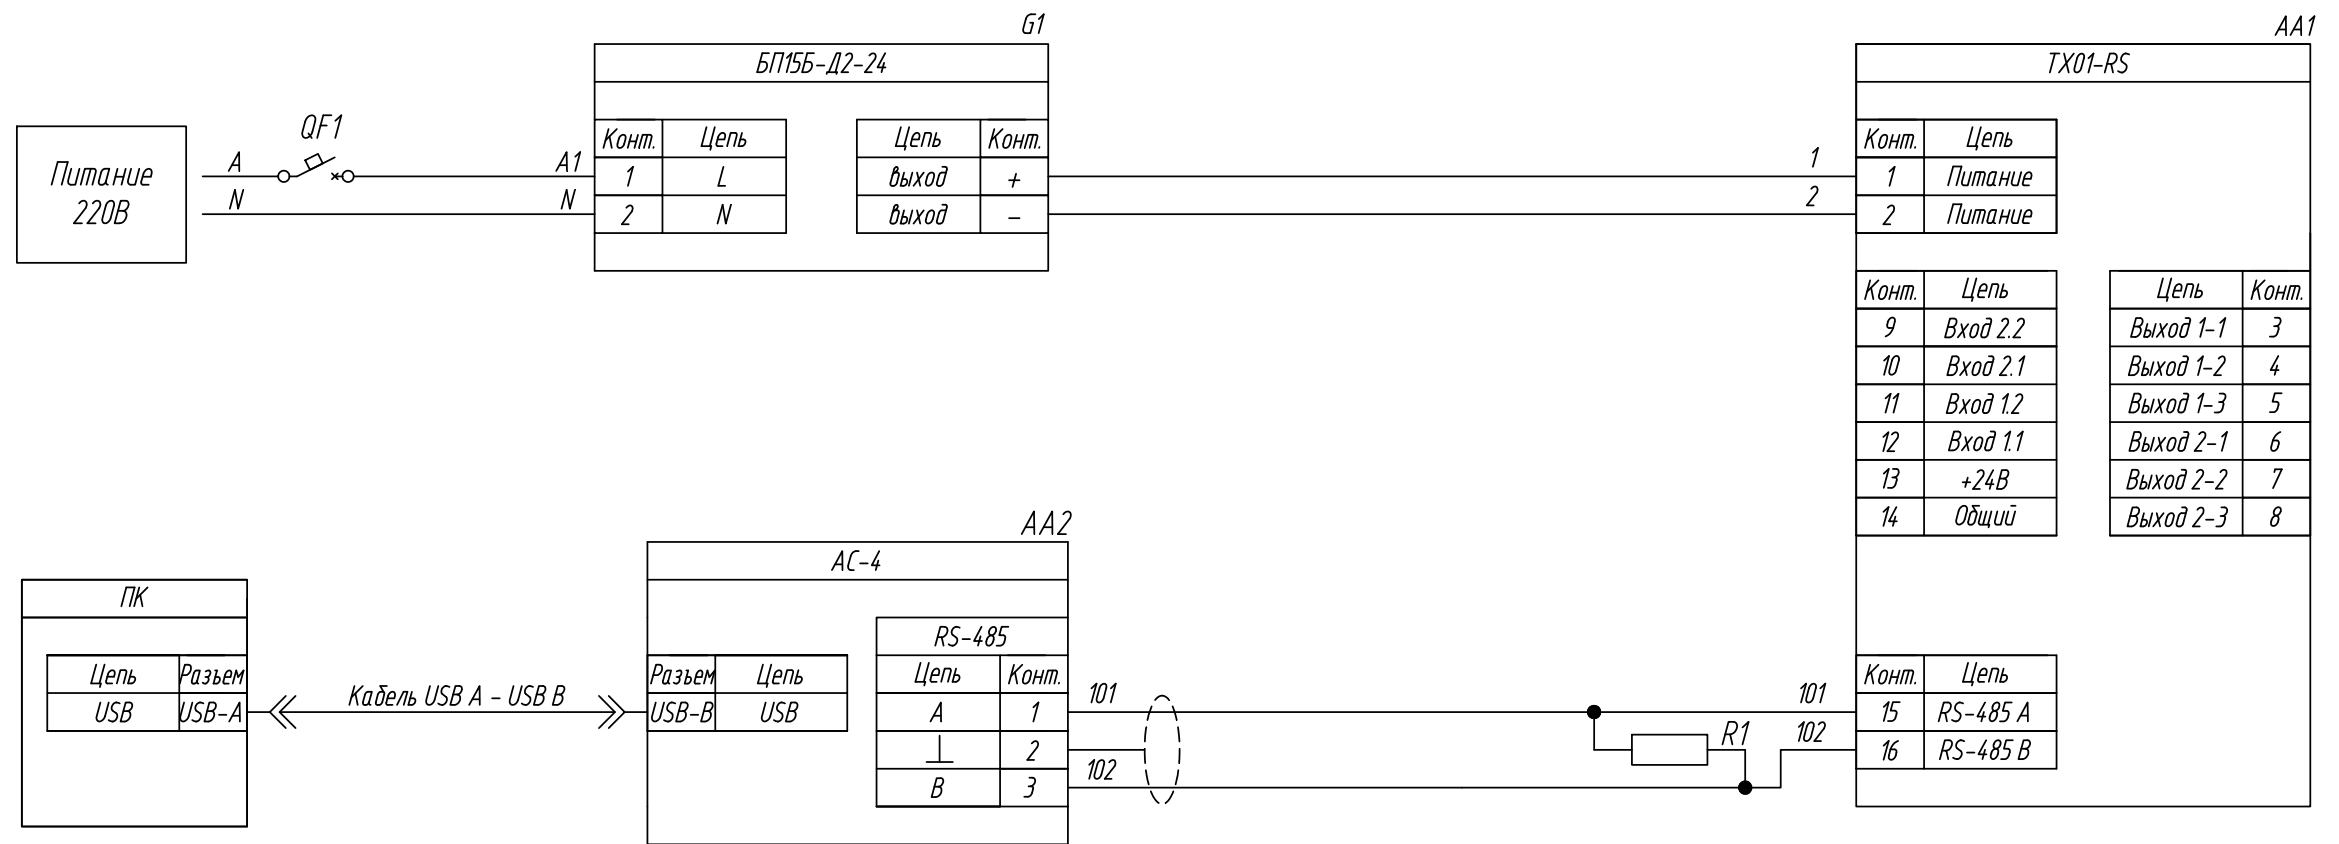 G1
AA1
БП15Б-Д2-24
TX01-RS
QF1
Питание
220В
A
A1
N
N
Конт. Цепь
1 L
2 N
Цепь Конт.
выход +
выход -
1
2
Конт. Цепь
1 Питание
2 Питание
Конт. Цепь
9 Вход 2.2
10 Вход 2.1
11 Вход 1.2
12 Вход 1.1
13 +24В
14 Общий
Цепь Конт.
Выход 1-1 3
Выход 1-2 4
Выход 1-3 5
Выход 2-1 6
Выход 2-2 7
Выход 2-3 8
AA2
АС-4
ПК
Цепь Разъем
USB USB-A
Кабель USB A - USB B
Разъем Цепь
USB-B USB
RS-485
Цепь Конт.
A 1
⊥ 2
B 3
101
102
R1
101
102
Конт. Цепь
15 RS-485 A
16 RS-485 B